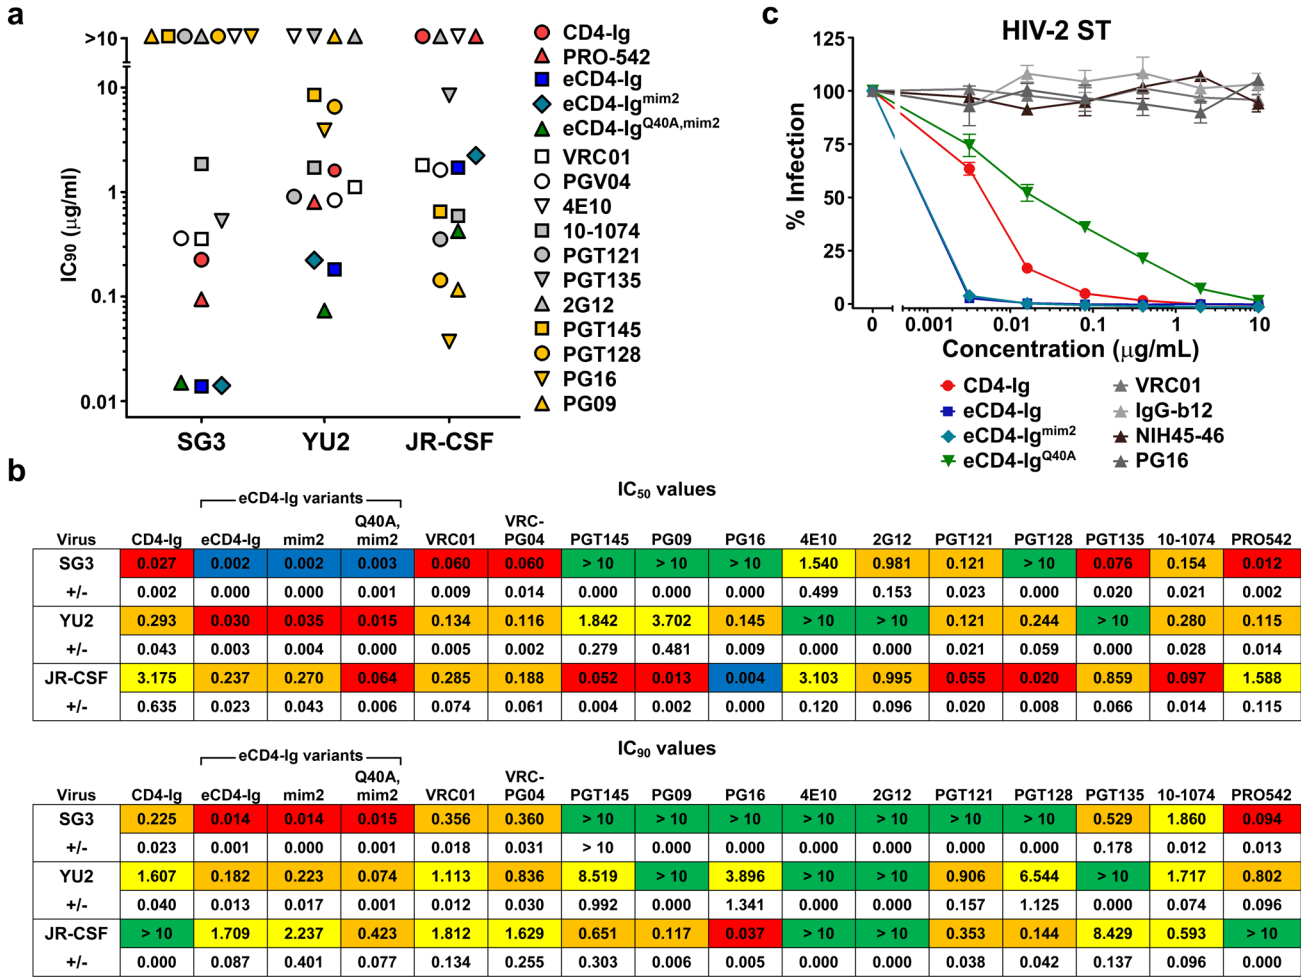 a
>10
10
1
0.1
0.01
IC90 (µg/ml)
SG3 YU2 JR-CSF
CD4-Ig
PRO-542
eCD4-Ig
eCD4-Igmim2
eCD4-IgQ40A,mim2
VRC01
PGV04
4E10
10-1074
PGT121
PGT135
2G12
PGT145
PGT128
PG16
PG09
c
HIV-2 ST
125
100
75
50
25
0
% Infection
0 0.001 0.01 0.1 1 10
Concentration (µg/mL)
CD4-Ig VRC01
eCD4-Ig IgG-b12
eCD4-Igmim2 NIH45-46
eCD4-IgQ40A PG16
b
IC50 values
eCD4-Ig variants
Virus CD4-Ig eCD4-Ig mim2 Q40A, mim2 VRC01 VRC-PG04 PGT145 PG09 PG16 4E10 2G12 PGT121 PGT128 PGT135 10-1074 PRO542
SG3 0.027 0.002 0.002 0.003 0.060 0.060 > 10 > 10 > 10 1.540 0.981 0.121 > 10 0.076 0.154 0.012
+/- 0.002 0.000 0.000 0.001 0.009 0.014 0.000 0.000 0.000 0.499 0.153 0.023 0.000 0.020 0.021 0.002
YU2 0.293 0.030 0.035 0.015 0.134 0.116 1.842 3.702 0.145 > 10 > 10 0.121 0.244 > 10 0.280 0.115
+/- 0.043 0.003 0.004 0.000 0.005 0.002 0.279 0.481 0.009 0.000 0.000 0.021 0.059 0.000 0.028 0.014
JR-CSF 3.175 0.237 0.270 0.064 0.285 0.188 0.052 0.013 0.004 3.103 0.995 0.055 0.020 0.859 0.097 1.588
+/- 0.635 0.023 0.043 0.006 0.074 0.061 0.004 0.002 0.000 0.120 0.096 0.020 0.008 0.066 0.014 0.115
IC90 values
eCD4-Ig variants
Virus CD4-Ig eCD4-Ig mim2 Q40A, mim2 VRC01 VRC-PG04 PGT145 PG09 PG16 4E10 2G12 PGT121 PGT128 PGT135 10-1074 PRO542
SG3 0.225 0.014 0.014 0.015 0.356 0.360 > 10 > 10 > 10 > 10 > 10 > 10 > 10 0.529 1.860 0.094
+/- 0.023 0.001 0.000 0.001 0.018 0.031 > 10 0.000 0.000 0.000 0.000 0.000 0.000 0.178 0.012 0.013
YU2 1.607 0.182 0.223 0.074 1.113 0.836 8.519 > 10 3.896 > 10 > 10 0.906 6.544 > 10 1.717 0.802
+/- 0.040 0.013 0.017 0.001 0.012 0.030 0.992 0.000 1.341 0.000 0.000 0.157 1.125 0.000 0.074 0.096
JR-CSF > 10 1.709 2.237 0.423 1.812 1.629 0.651 0.117 0.037 > 10 > 10 0.353 0.144 8.429 0.593 > 10
+/- 0.000 0.087 0.401 0.077 0.134 0.255 0.303 0.006 0.005 0.000 0.000 0.038 0.042 0.137 0.096 0.000